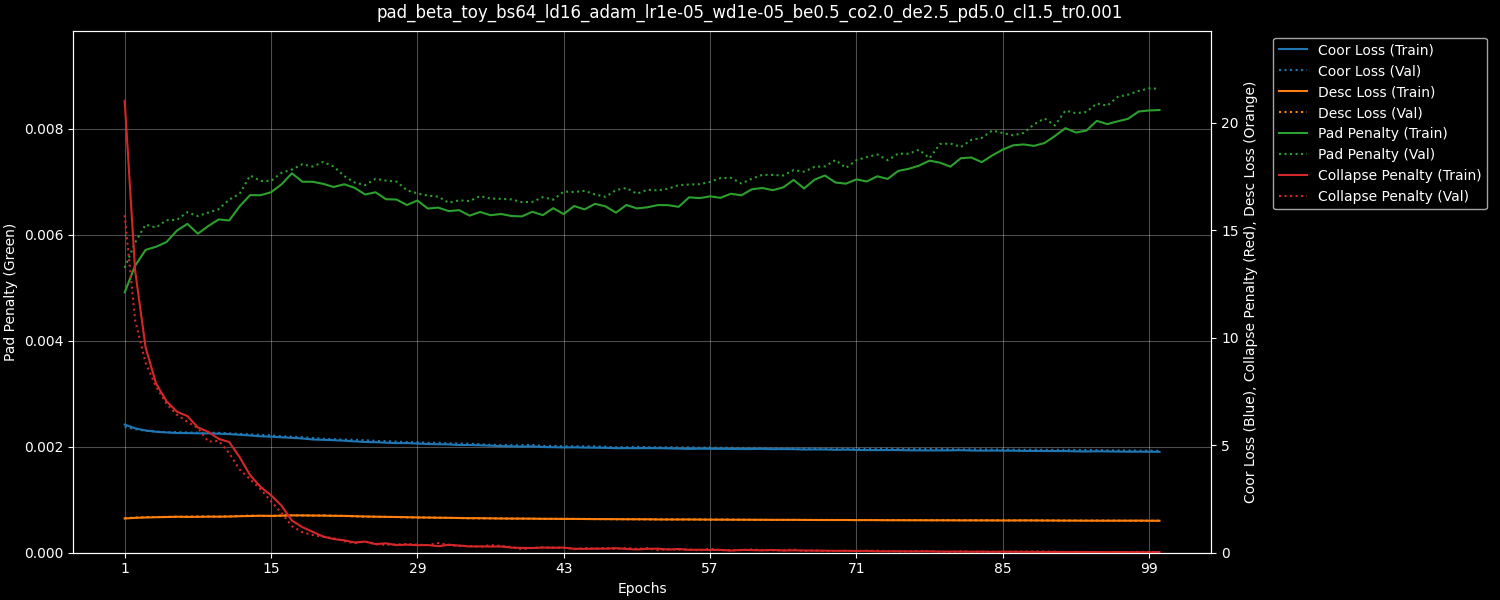 pad_beta_toy_bs64_ld16_adam_lr1e-05_wd1e-05_be0.5_co2.0_de2.5_pd5.0_cl1.5_tr0.001
Pad Penalty (Green)
0.008
0.006
0.004
0.002
0.000
1
15
29
43
57
71
85
99
Epochs
20
15
10
5
0
Coor Loss (Blue), Collapse Penalty (Red), Desc Loss (Orange)
Coor Loss (Train)
Coor Loss (Val)
Desc Loss (Train)
Desc Loss (Val)
Pad Penalty (Train)
Pad Penalty (Val)
Collapse Penalty (Train)
Collapse Penalty (Val)